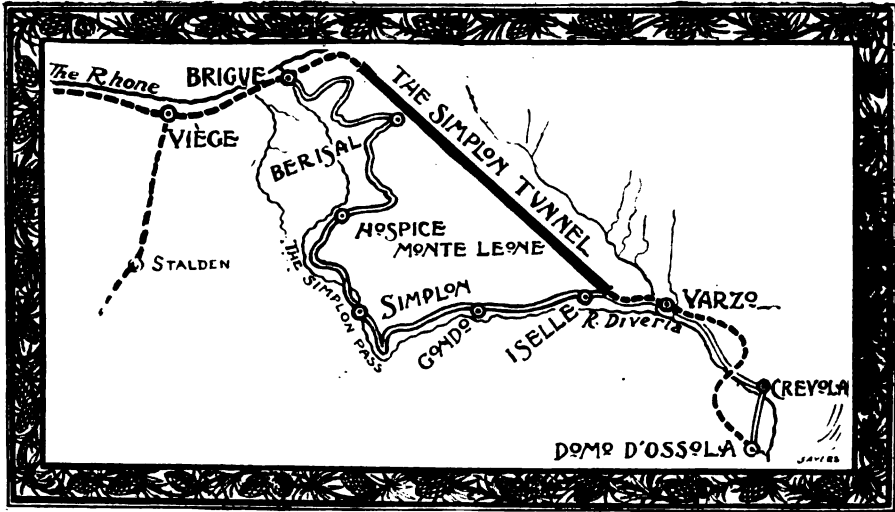 The Rhone
BRIGUE
VIÈGE
THE SIMPLON TUNNEL
BERISAL
HOSPICE
MONTE LEONE
STALDEN
THE SIMPLON PASS
SIMPLON
GONDO
ISELLE
R. Diveria
VARZO
CREVOLA
DOMO D'OSSOLA